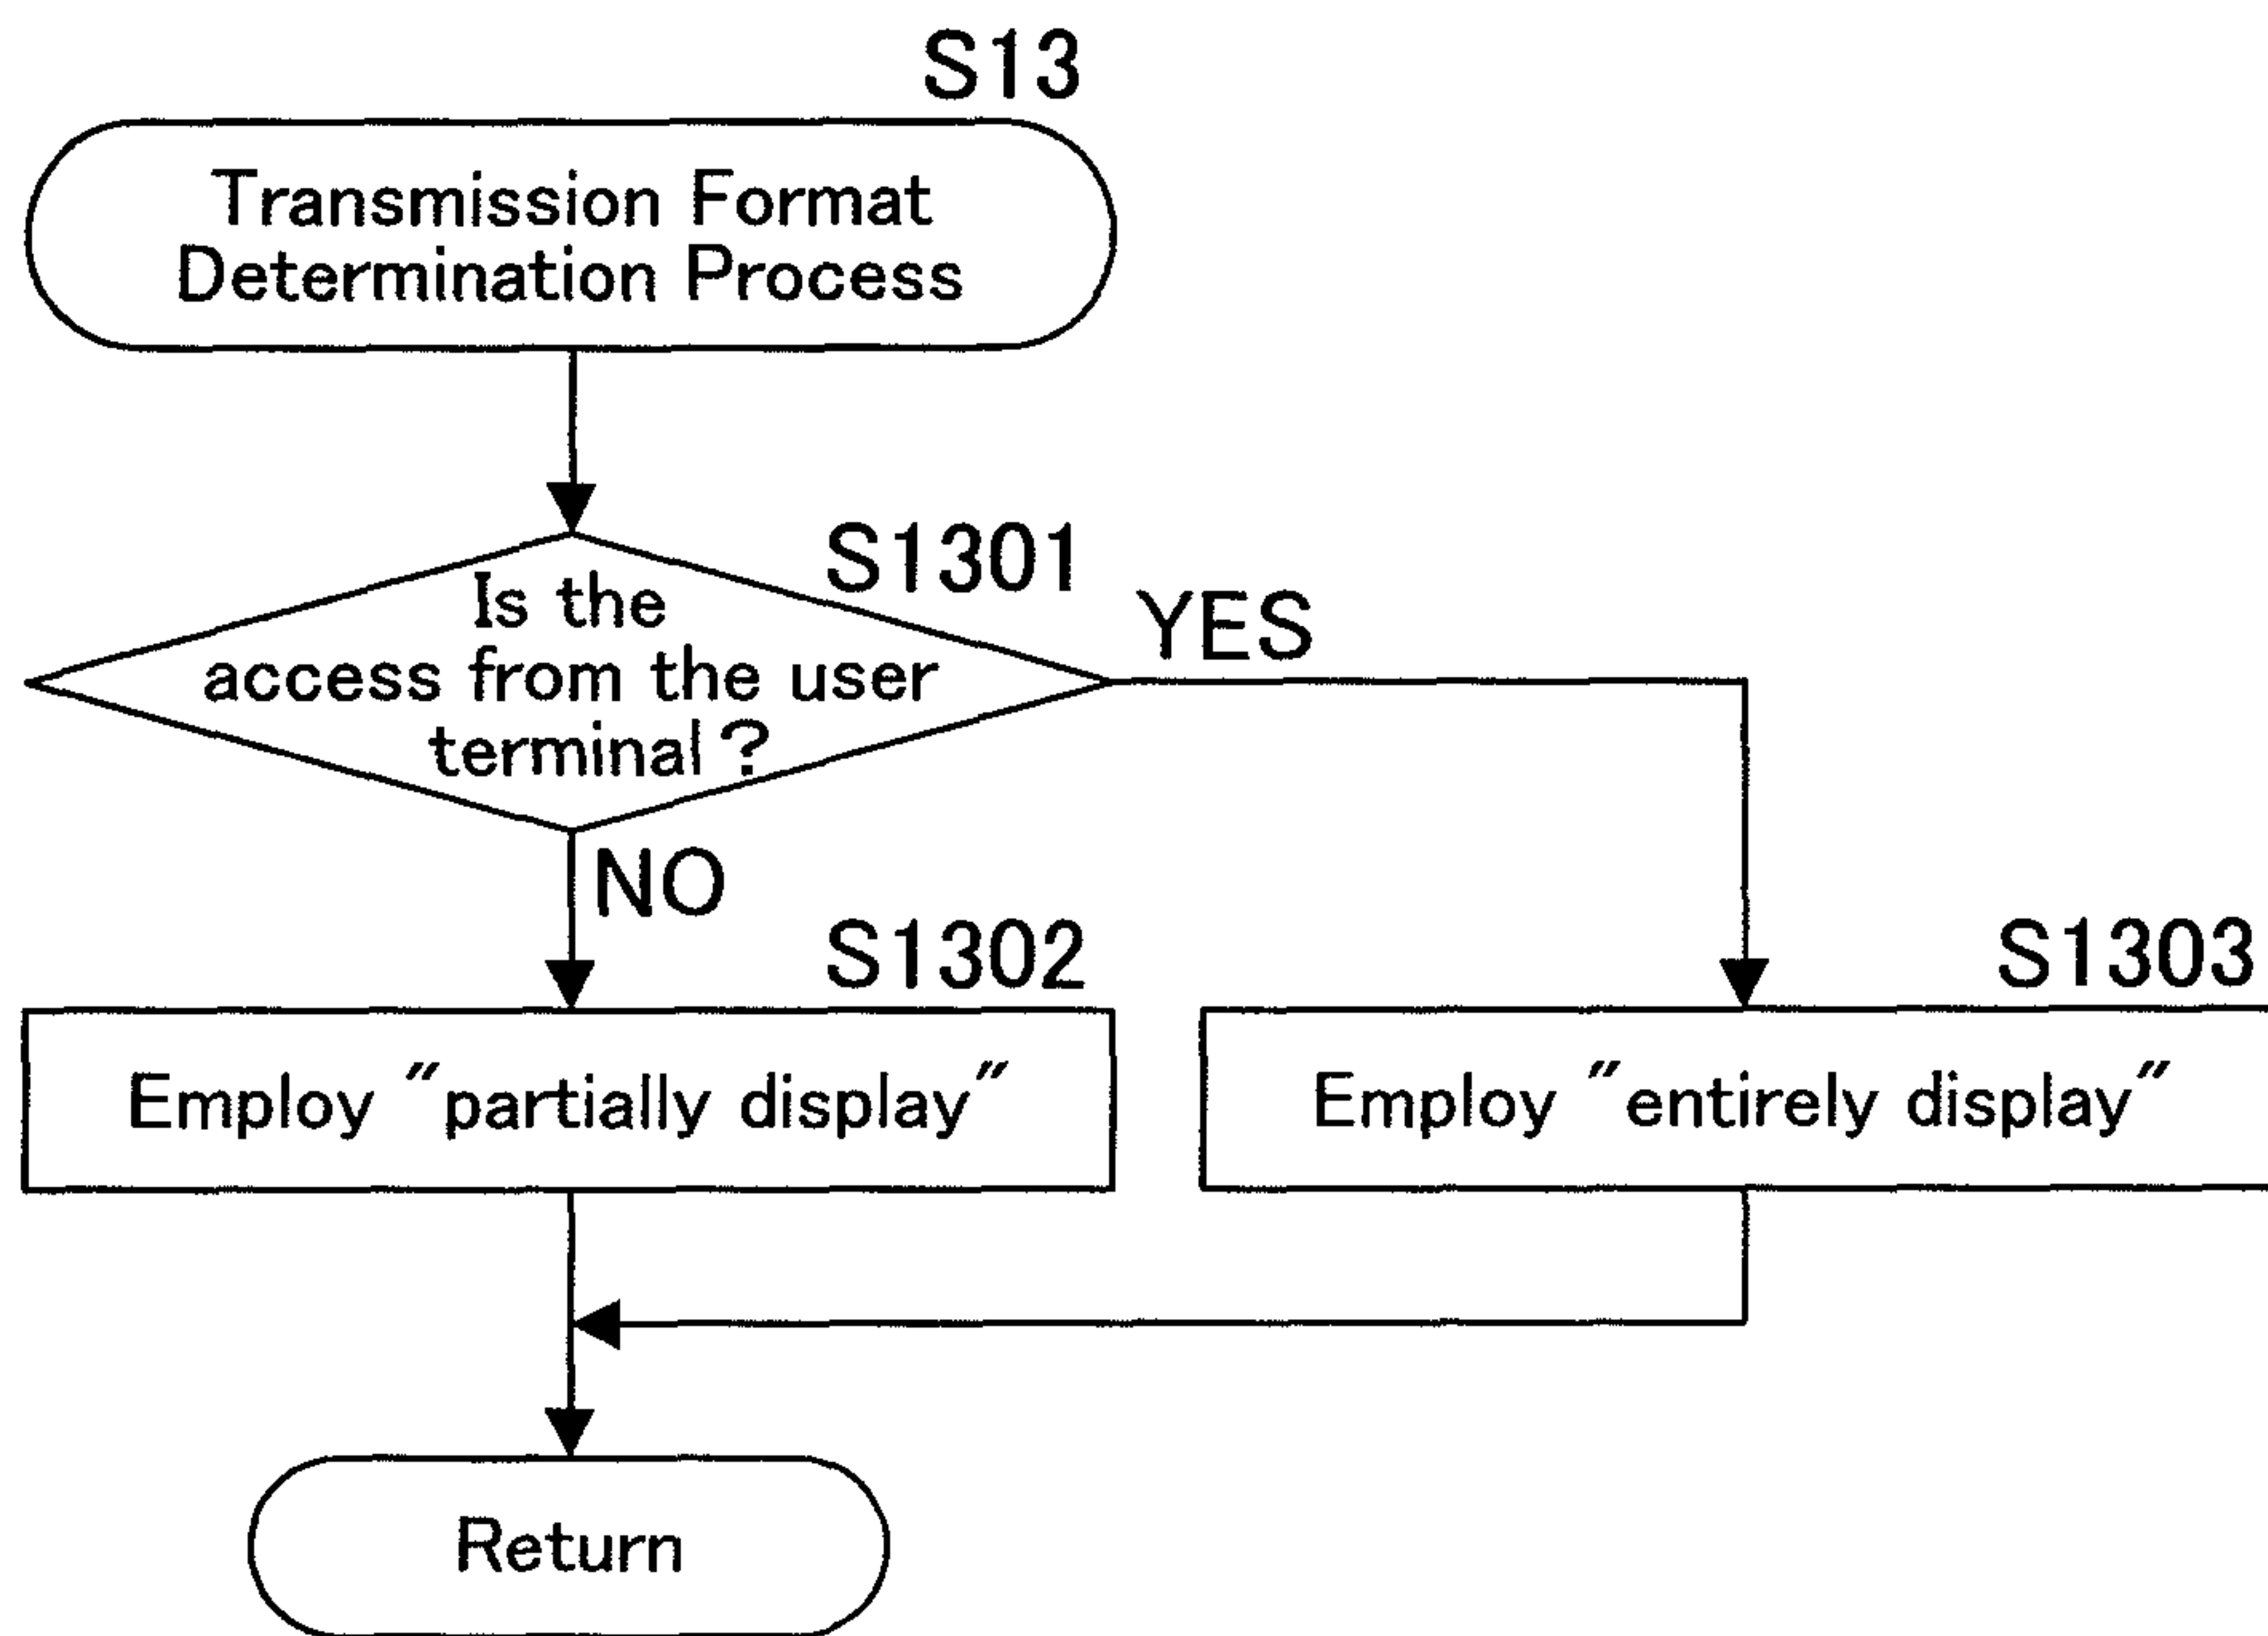 S13
Transmission Format
Determination Process
S1301
Is the
access from the user
terminal?
YES
NO
S1302
Employ "partially display"
S1303
Employ "entirely display"
Return